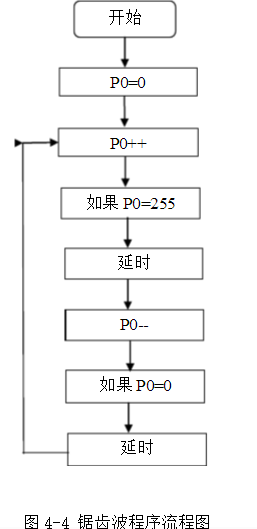 开始
P0=0
P0++
如果 P0=255
延时
P0--
如果 P0=0
延时
图 4-4 锯齿波程序流程图